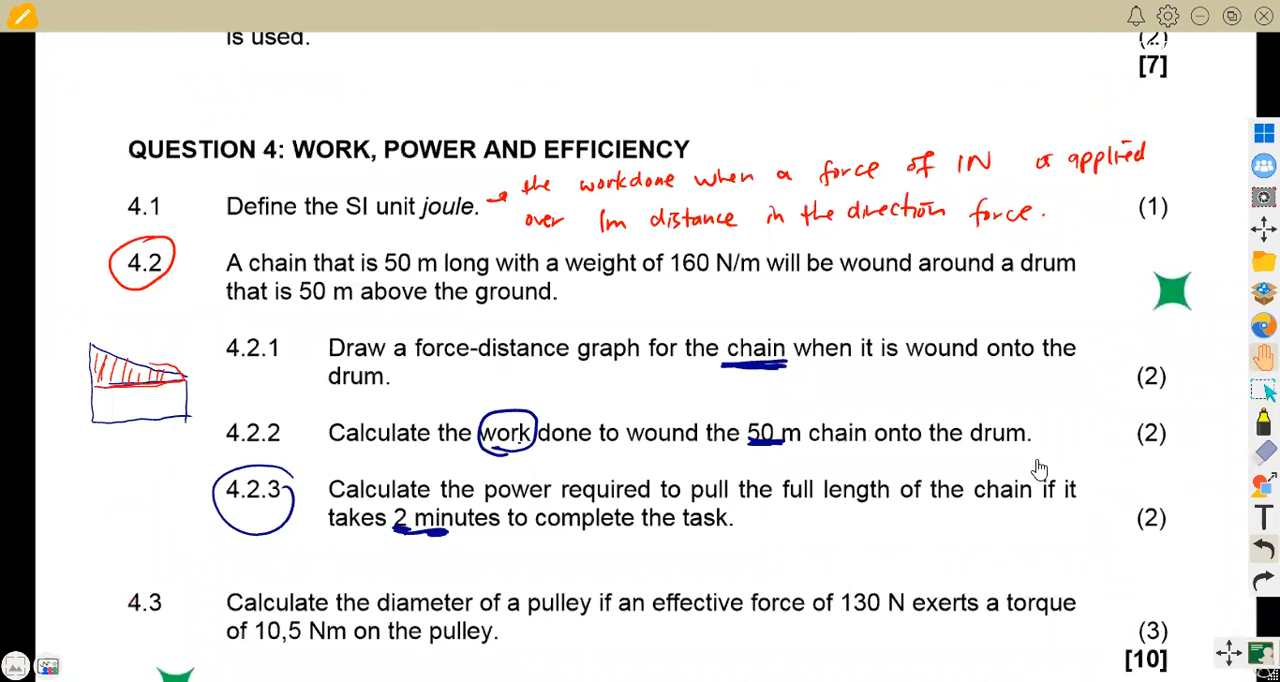 is used.
(2)
[7]
QUESTION 4: WORK, POWER AND EFFICIENCY
the workdone when a force of 1N is applied
4.1 Define the SI unit joule. (1)
over 1m distance in the direction force.
4.2 A chain that is 50 m long with a weight of 160 N/m will be wound around a drum
that is 50 m above the ground.
4.2.1 Draw a force-distance graph for the chain when it is wound onto the
drum. (2)
4.2.2 Calculate the work done to wound the 50 m chain onto the drum. (2)
4.2.3 Calculate the power required to pull the full length of the chain if it
takes 2 minutes to complete the task. (2)
4.3 Calculate the diameter of a pulley if an effective force of 130 N exerts a torque
of 10,5 Nm on the pulley. (3)
[10]